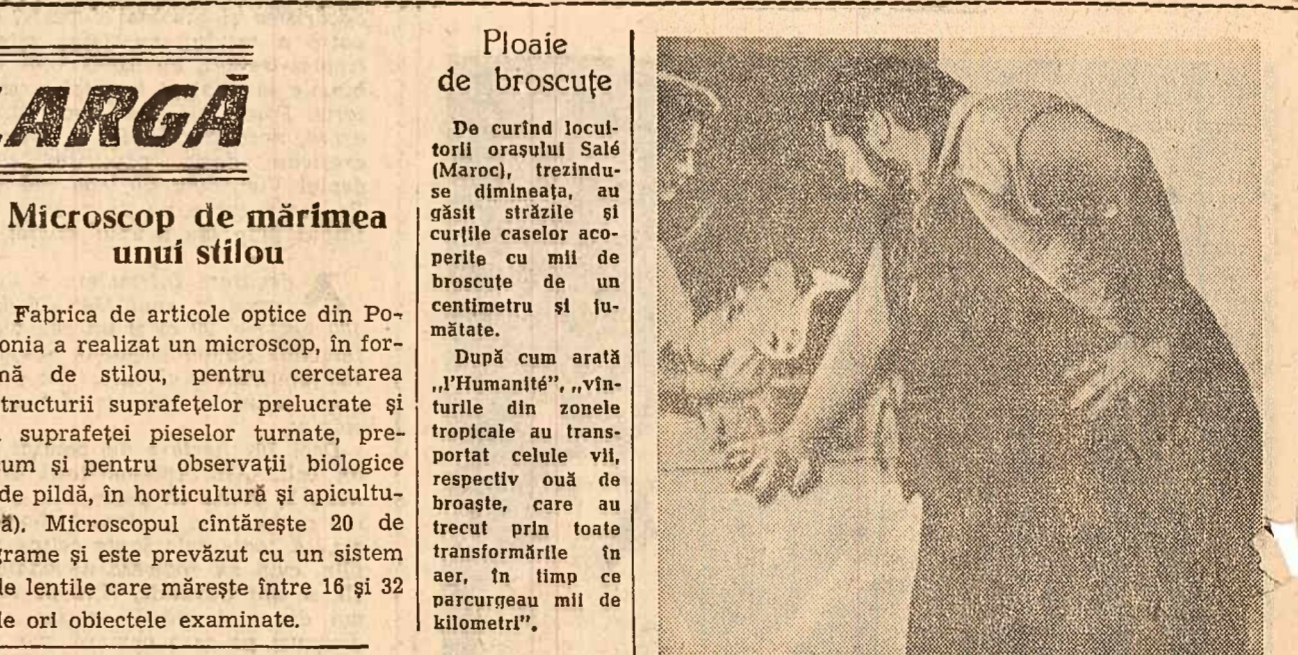 LARGĂ
Microscop de mărimea
unui stilou
Fabrica de articole optice din Po-
onia a realizat un microscop, în for-
mă de stilou, pentru cercetarea
tructurii suprafețelor prelucrate și
suprafeței pieselor turnate, pre-
um și pentru observații biologice
de pildă, în horticultură și apicultu-
ă). Microscopul cîntărește 20 de
grame și este prevăzut cu un sistem
de lentile care mărește între 16 și 32
de ori obiectele examinate.
Ploaie
de broscuțe
De curînd locui-
torii orașului Salé
(Maroc), trezindu-
se dimineața, au
găsit străzile și
curțile caselor aco-
perite cu mii de
broscuțe de un
centimetru și ju-
mătate.
După cum arată
„l'Humanité”, „vîn-
turile din zonele
tropicale au trans-
portat celule vii,
respectiv ouă de
broaște, care au
trecut prin toate
transformările în
aer, în timp ce
parcurgeau mii de
kilometri”.